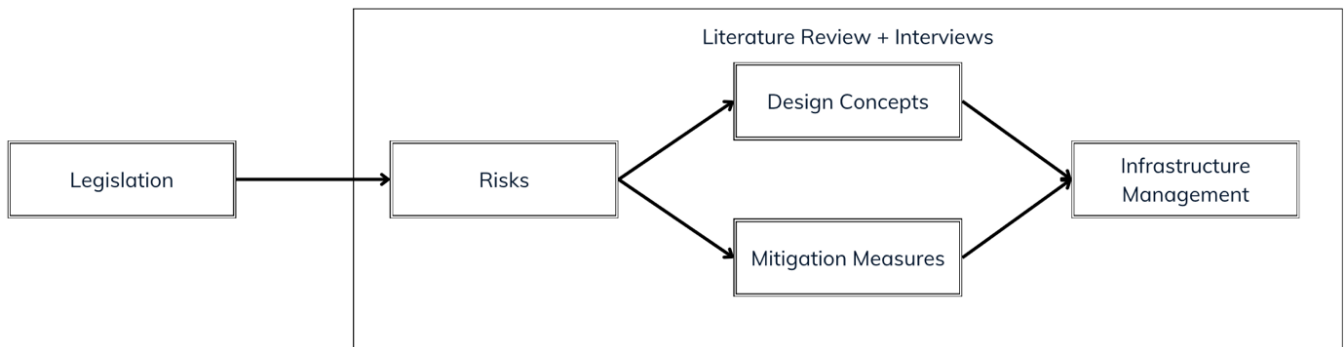 Literature Review + Interviews
Legislation
Risks
Design Concepts
Mitigation Measures
Infrastructure
Management